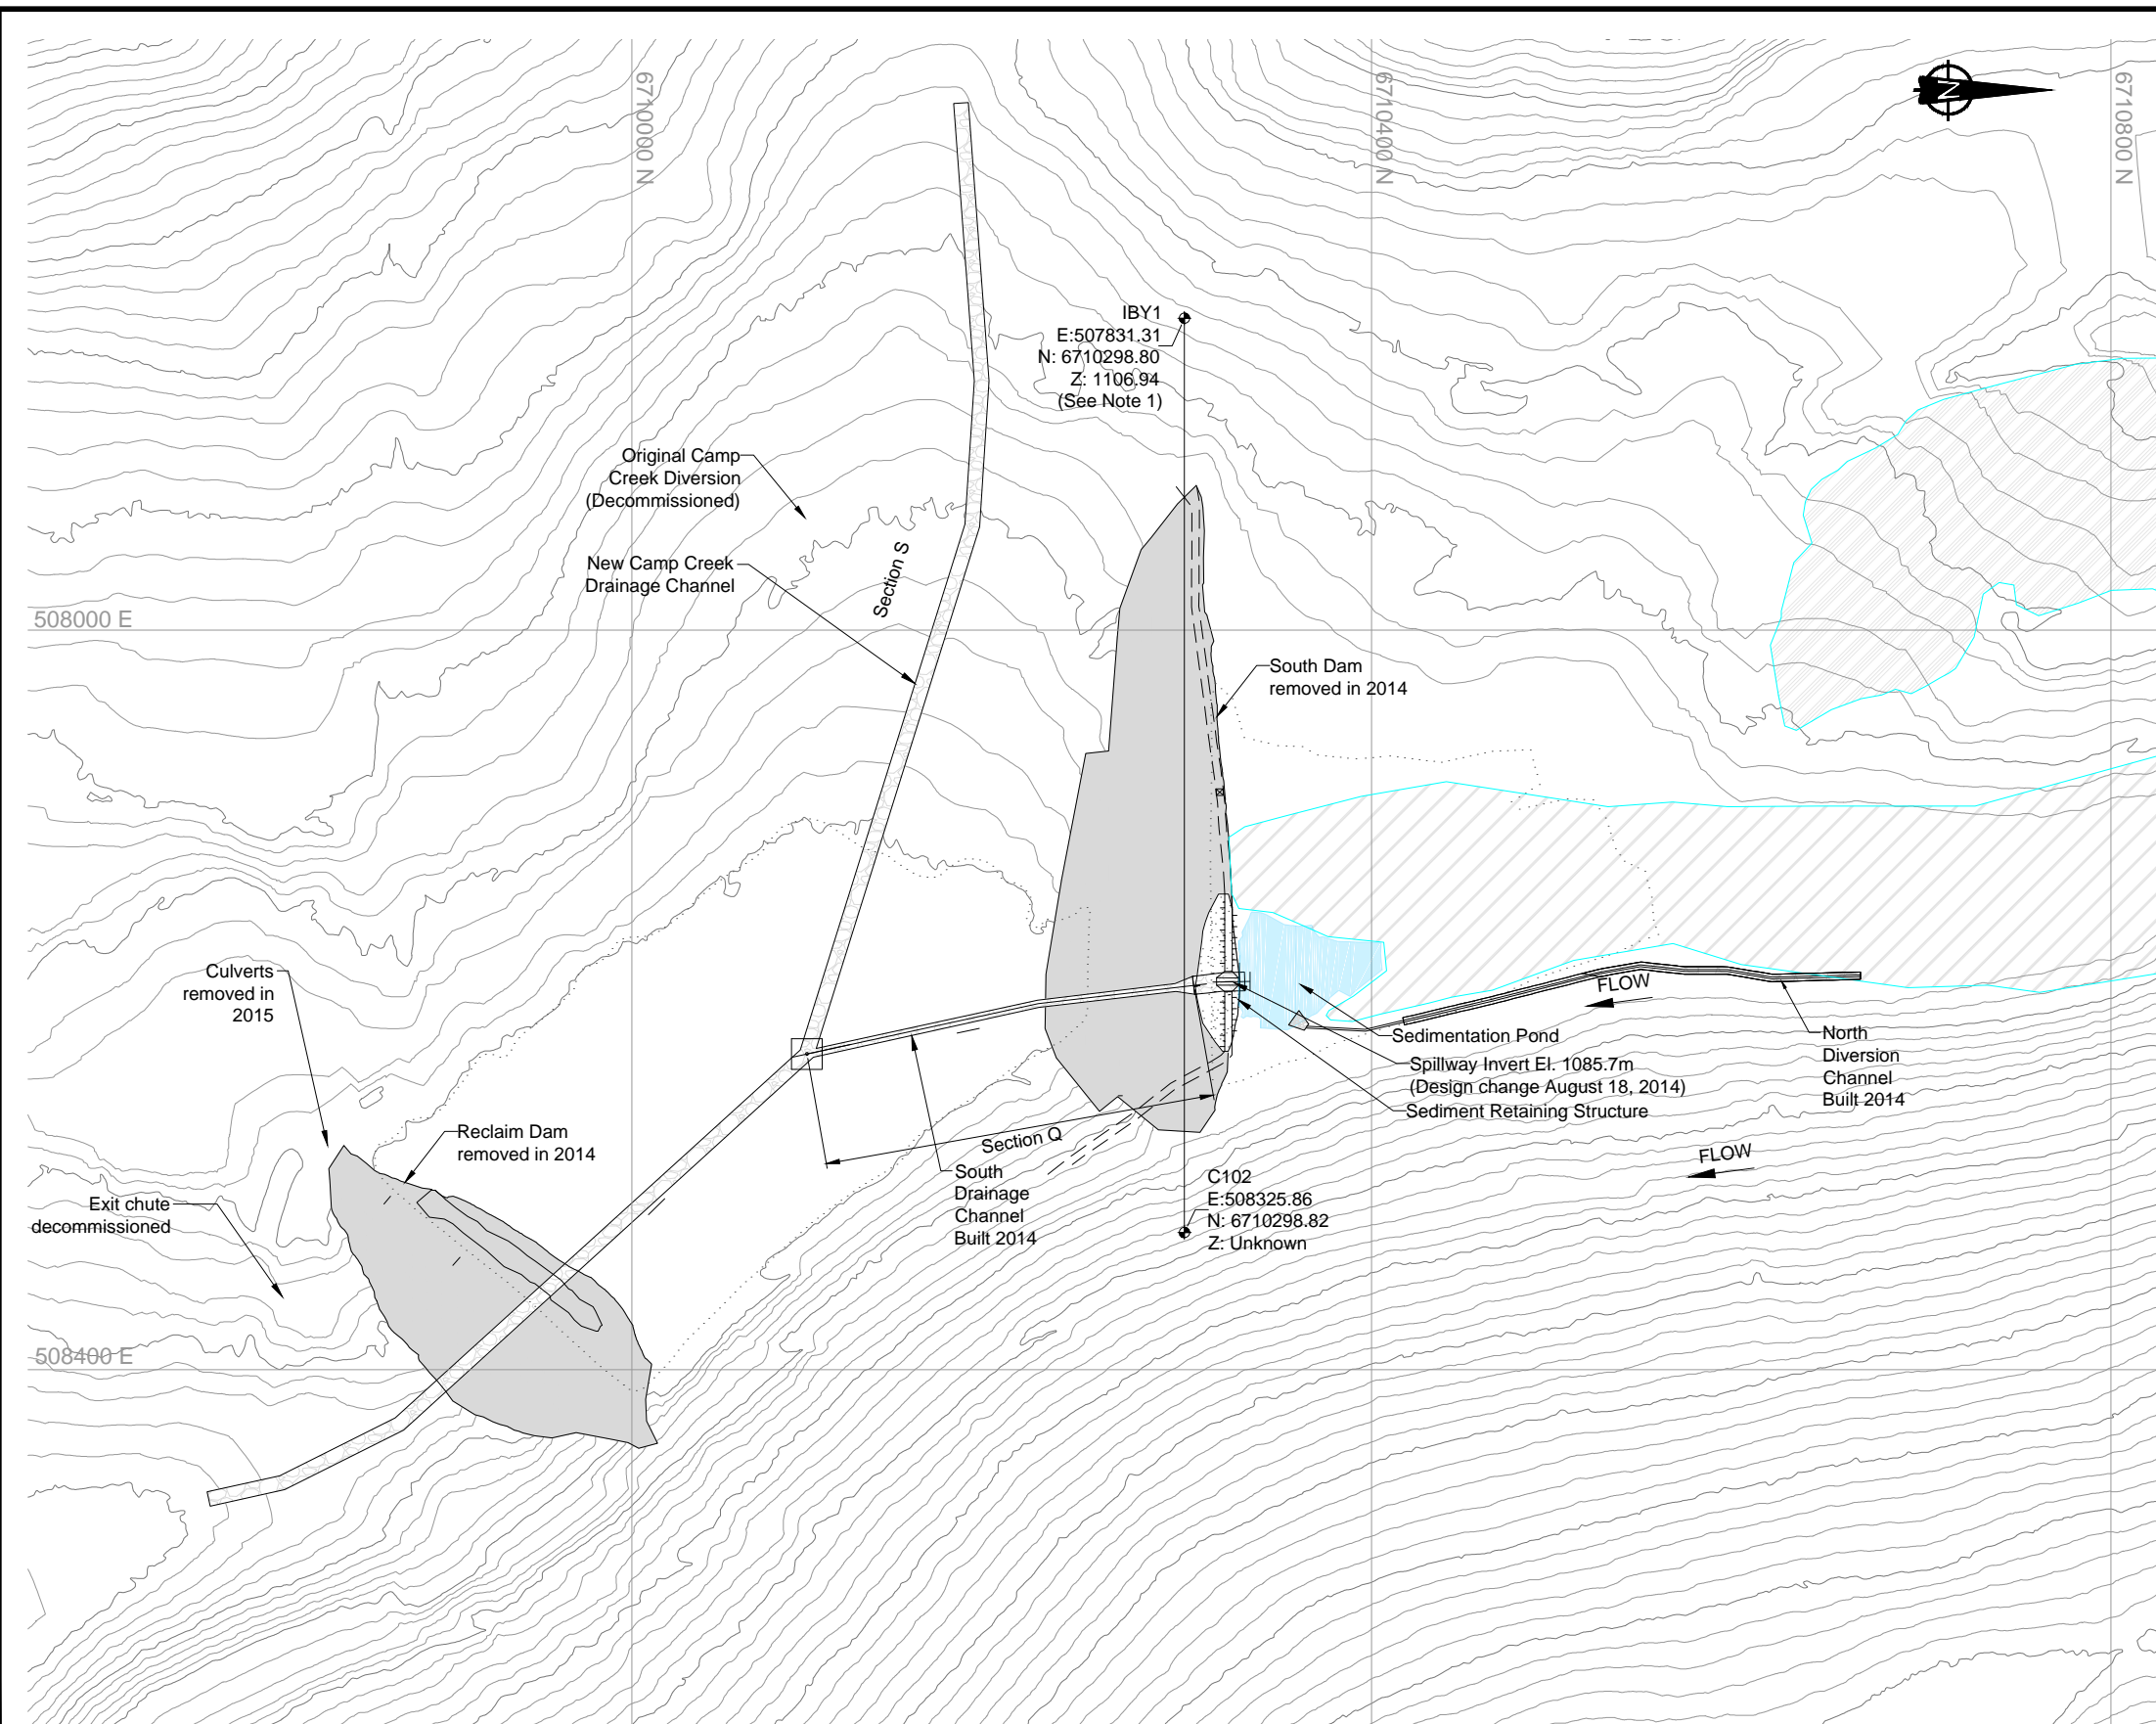 6710000 N
6710400 N
6710800 N
N
IBY1
E:507831.31
N: 6710298.80
Z: 1106.94
(See Note 1)
Original Camp
Creek Diversion
(Decommissioned)
Section S
New Camp Creek
Drainage Channel
508000 E
South Dam
removed in 2014
Culverts
removed in
2015
FLOW
Sedimentation Pond
Spillway Invert El. 1085.7m
(Design change August 18, 2014)
Sediment Retaining Structure
North
Diversion
Channel
Built 2014
Reclaim Dam
removed in 2014
Section Q
FLOW
South
Drainage
Channel
Built 2014
C102
E:508325.86
N: 6710298.82
Z: Unknown
Exit chute
decommissioned
508400 E